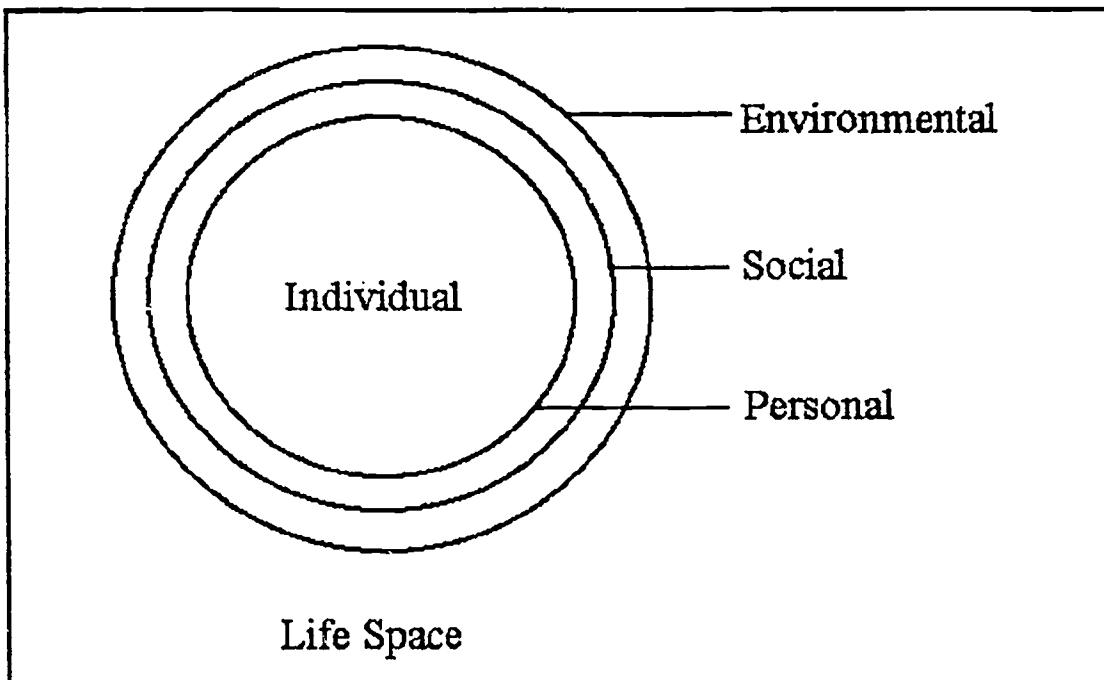 Environmental
Social
Individual
Personal
Life Space